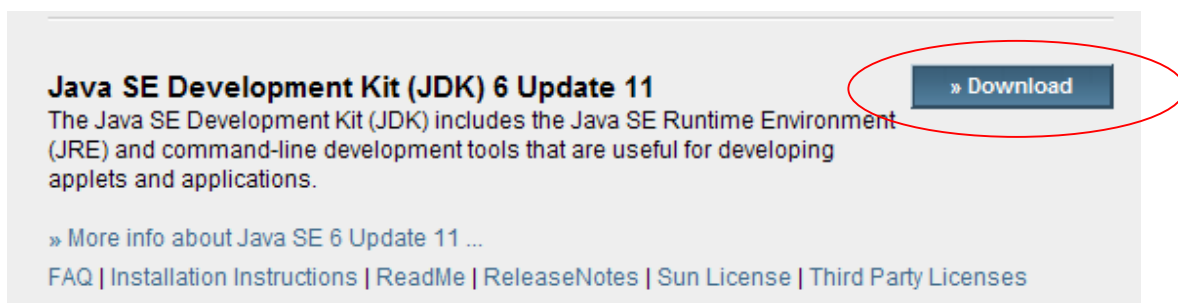 Java SE Development Kit (JDK) 6 Update 11
» Download
The Java SE Development Kit (JDK) includes the Java SE Runtime Environment
(JRE) and command-line development tools that are useful for developing
applets and applications.
» More info about Java SE 6 Update 11 ...
FAQ | Installation Instructions | ReadMe | ReleaseNotes | Sun License | Third Party Licenses